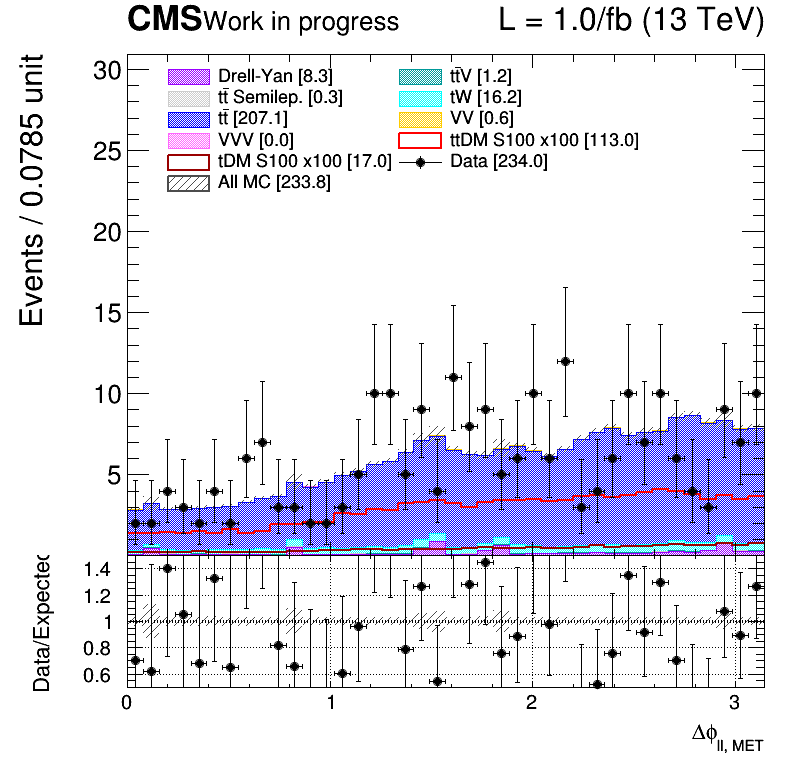 CMS Work in progress L = 1.0/fb (13 TeV)
Events / 0.0785 unit
30
25
20
15
10
5
Drell-Yan [8.3]
tt̄V [1.2]
tt̄ Semilep. [0.3]
tW [16.2]
tt̄ [207.1]
VV [0.6]
VVV [0.0]
ttDM S100 x100 [113.0]
tDM S100 x100 [17.0]
Data [234.0]
All MC [233.8]
Data/Expected
1.4
1.2
1
0.8
0.6
0 1 2 3
Δϕll, MET